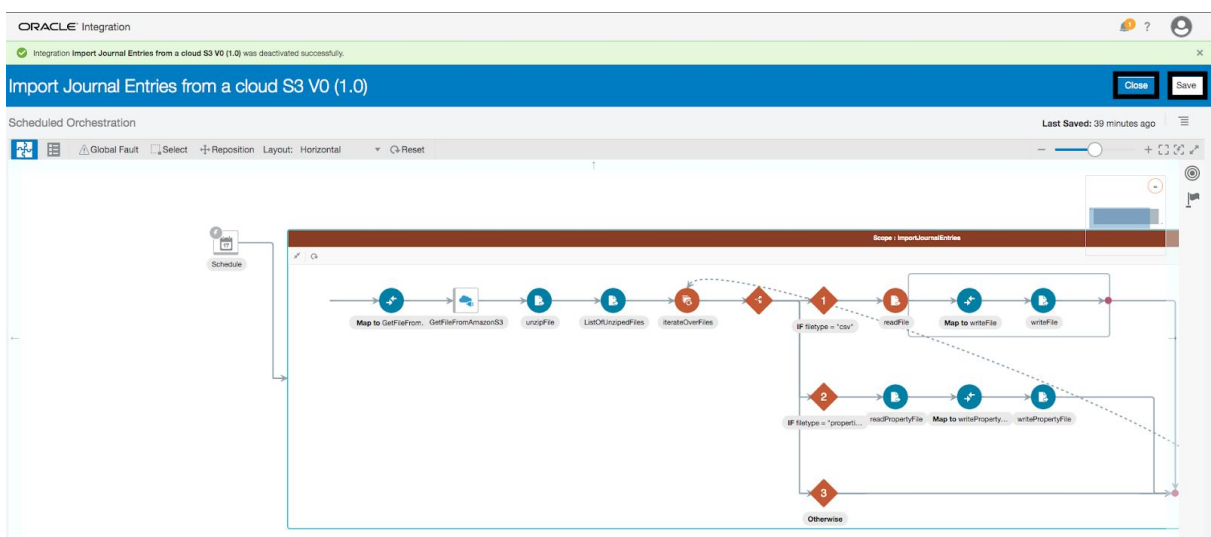 ORACLE Integration
1
?
Integration Import Journal Entries from a cloud S3 V0 (1.0) was deactivated successfully.
Import Journal Entries from a cloud S3 V0 (1.0)
Close
Save
Scheduled Orchestration
Last Saved: 39 minutes ago
Global Fault
Select
Reposition
Layout: Horizontal
Reset
Scope : ImportJournalEntries
17
Schedule
1
Map to GetFileFrom.
GetFileFromAmazonS3
unzipFile
ListOfUnzipedFiles
iterateOverFiles
IF filetype = "csv"
readFile
Map to writeFile
writeFile
2
IF filetype = "properti...
readPropertyFile
Map to writeProperty...
writePropertyFile
3
Otherwise